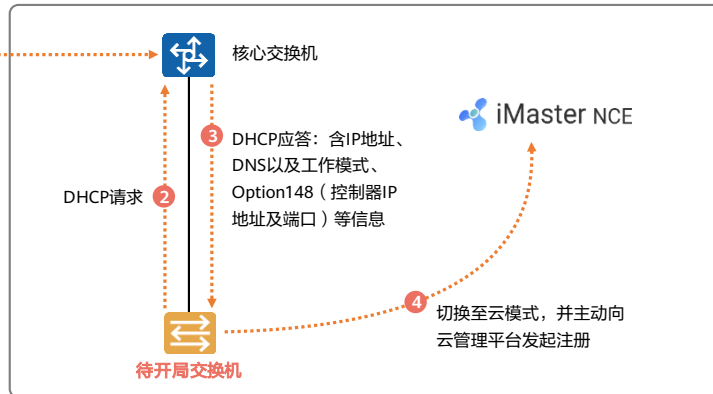 核心交换机
iMaster NCE
3
DHCP应答：含IP地址、
DNS以及工作模式、
Option148（控制器IP
地址及端口）等信息
DHCP请求 2
4
切换至云模式，并主动向
云管理平台发起注册
待开局交换机